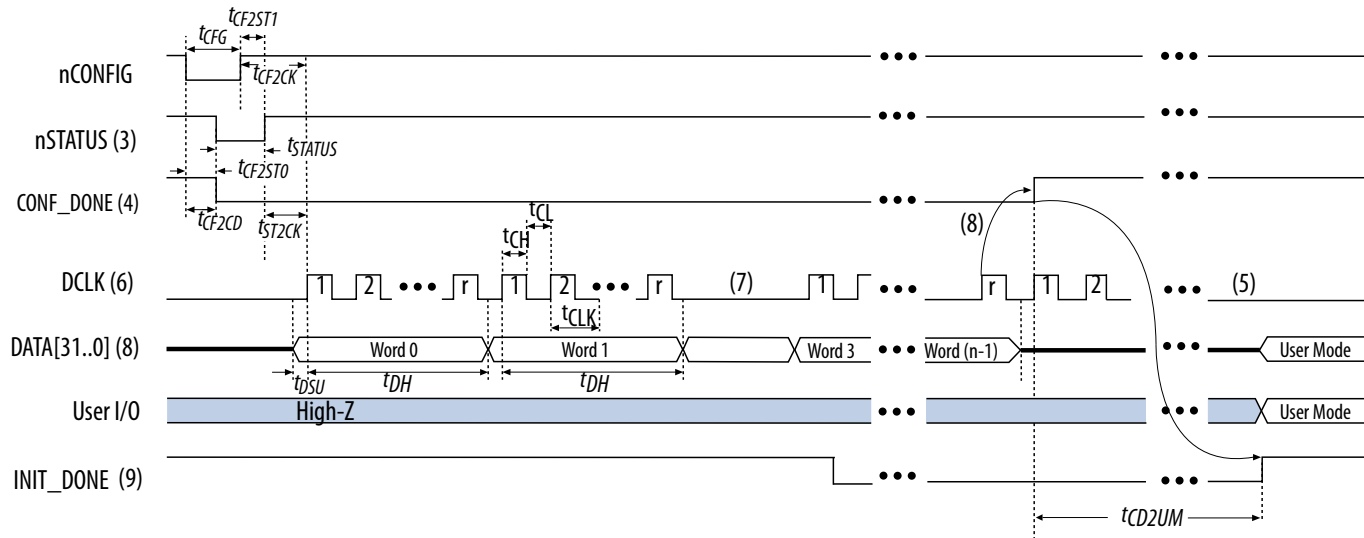 tCF2ST1
tCFG
nCONFIG
tCF2CK
nSTATUS (3)
tSTATUS
tCF2ST0
CONF_DONE (4)
tCF2CD
tST2CK
tCL
tCH
(8)
DCLK (6)
1 2 r 1 2 r (7) 1 r 1 2 (5)
tCLK
DATA[31..0] (8)
Word 0 Word 1 Word 3 Word (n-1) User Mode
tDSU tDH tDH
User I/O High-Z User Mode
INIT_DONE (9)
tCD2UM